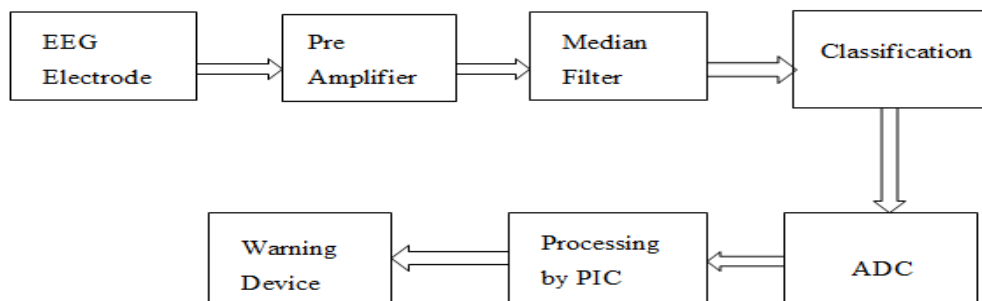 EEG
Electrode
Pre
Amplifier
Median
Filter
Classification
Warning
Device
Processing
by PIC
ADC